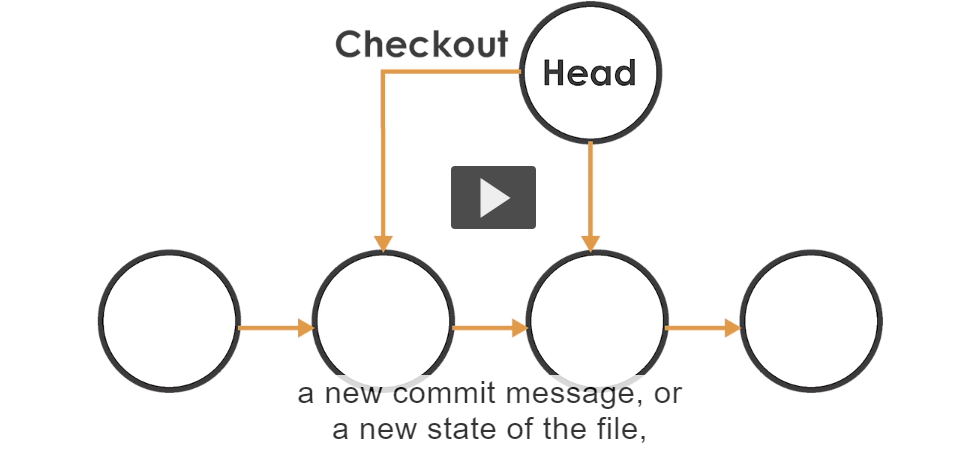 Checkout
Head
a new commit message, or
a new state of the file,